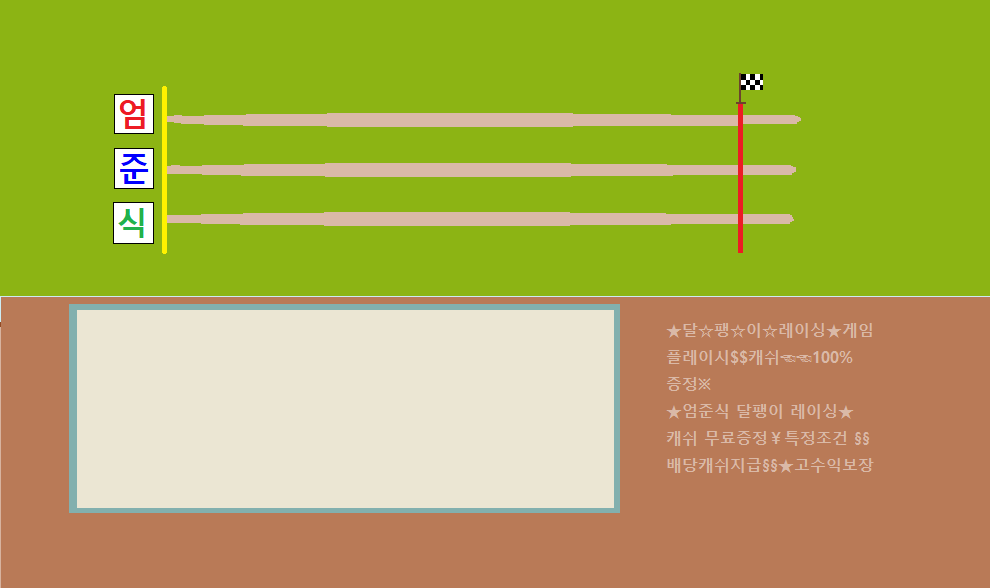 엄
준
식
★달☆팽☆이☆레이싱★게임
플레이시$$캐쉬☜☜100%
증정※
★엄준식 달팽이 레이싱★
캐쉬 무료증정￥특정조건 §§
배당캐쉬지급§§★고수익보장